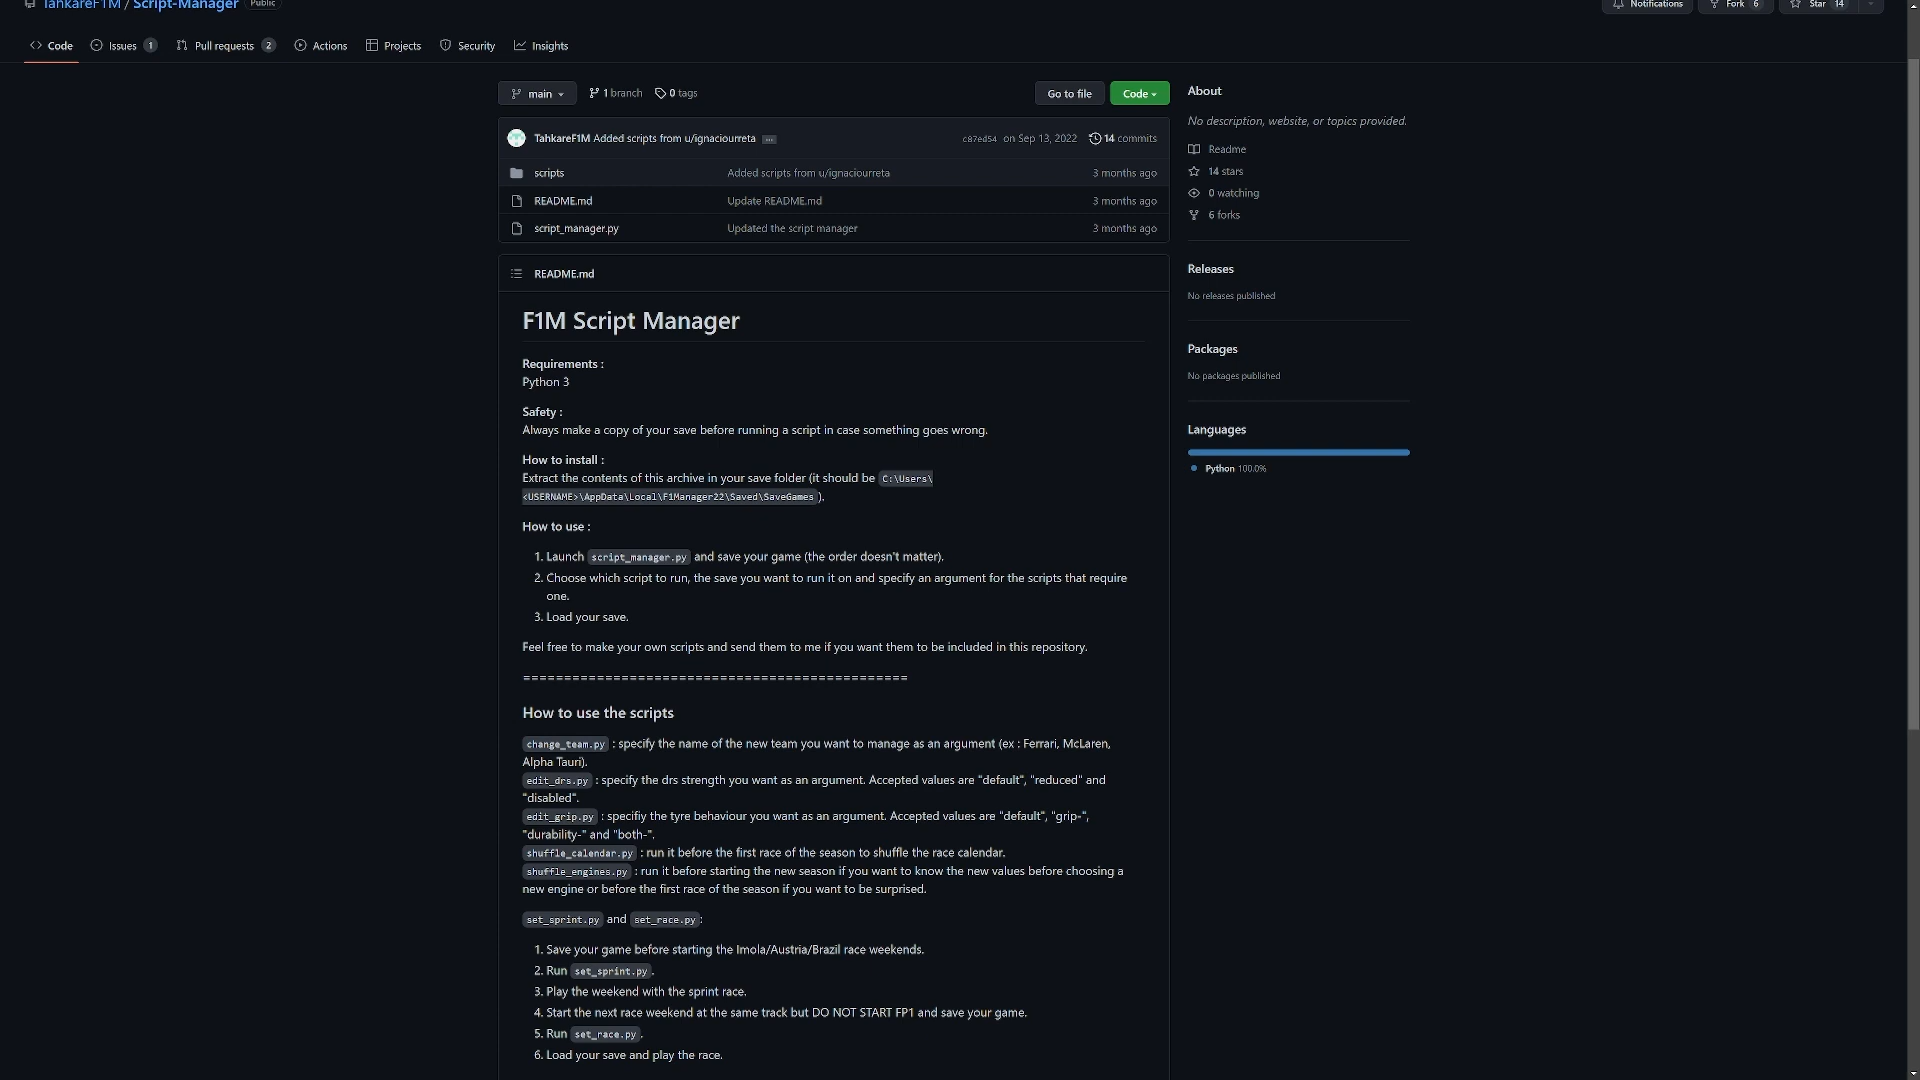 TahkareF1M / Script-Manager Public
Notifications Fork 6 Star 14
Code Issues 1 Pull requests 2 Actions Projects Security Insights
main 1 branch 0 tags Go to file Code
TahkareF1M Added scripts from u/ignaciourreta ... c87ed54 on Sep 13, 2022 14 commits
scripts Added scripts from u/ignaciourreta 3 months ago
README.md Update README.md 3 months ago
script_manager.py Updated the script manager 3 months ago
README.md
F1M Script Manager
Requirements :
Python 3
Safety :
Always make a copy of your save before running a script in case something goes wrong.
How to install :
Extract the contents of this archive in your save folder (it should be C:\Users\
<USERNAME>\AppData\Local\F1Manager22\Saved\SaveGames ).
How to use :
1. Launch script_manager.py and save your game (the order doesn't matter).
2. Choose which script to run, the save you want to run it on and specify an argument for the scripts that require
one.
3. Load your save.
Feel free to make your own scripts and send them to me if you want them to be included in this repository.
===============================================
How to use the scripts
change_team.py : specify the name of the new team you want to manage as an argument (ex : Ferrari, McLaren,
Alpha Tauri).
edit_drs.py : specify the drs strength you want as an argument. Accepted values are "default", "reduced" and
"disabled".
edit_grip.py : specifiy the tyre behaviour you want as an argument. Accepted values are "default", "grip-",
"durability-" and "both-".
shuffle_calendar.py : run it before the first race of the season to shuffle the race calendar.
shuffle_engines.py : run it before starting the new season if you want to know the new values before choosing a
new engine or before the first race of the season if you want to be surprised.
set_sprint.py and set_race.py:
1. Save your game before starting the Imola/Austria/Brazil race weekends.
2. Run set_sprint.py.
3. Play the weekend with the sprint race.
4. Start the next race weekend at the same track but DO NOT START FP1 and save your game.
5. Run set_race.py.
6. Load your save and play the race.
About
No description, website, or topics provided.
Readme
14 stars
0 watching
6 forks
Releases
No releases published
Packages
No packages published
Languages
Python 100.0%